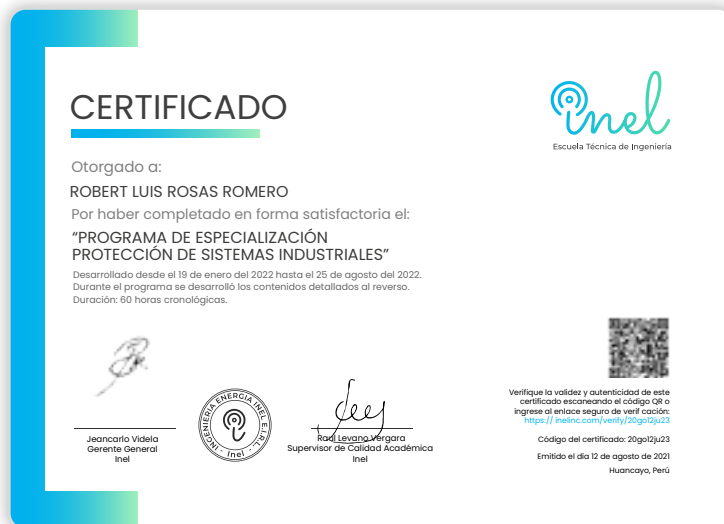 CERTIFICADO
inel
Escuela Técnica de Ingeniería
Otorgado a:
ROBERT LUIS ROSAS ROMERO
Por haber completado en forma satisfactoria el:
“PROGRAMA DE ESPECIALIZACIÓN
PROTECCIÓN DE SISTEMAS INDUSTRIALES”
Desarrollado desde el 19 de enero del 2022 hasta el 25 de agosto del 2022.
Durante el programa se desarrolló los contenidos detallados al reverso.
Duración: 60 horas cronológicas.
Jeancarlo Videla
Gerente General
Inel
INGENIERIA ENERGIA INEL E.I.R.L.
- Inel -
Raúl Levano Vergara
Supervisor de Calidad Académica
Inel
Verifique la validez y autenticidad de este
certificado escaneando el código QR o
ingrese al enlace seguro de verif cación:
https:// inelinc.com/verify/20go12ju23
Código del certificado: 20go12ju23
Emitido el día 12 de agosto de 2021
Huancayo, Perú